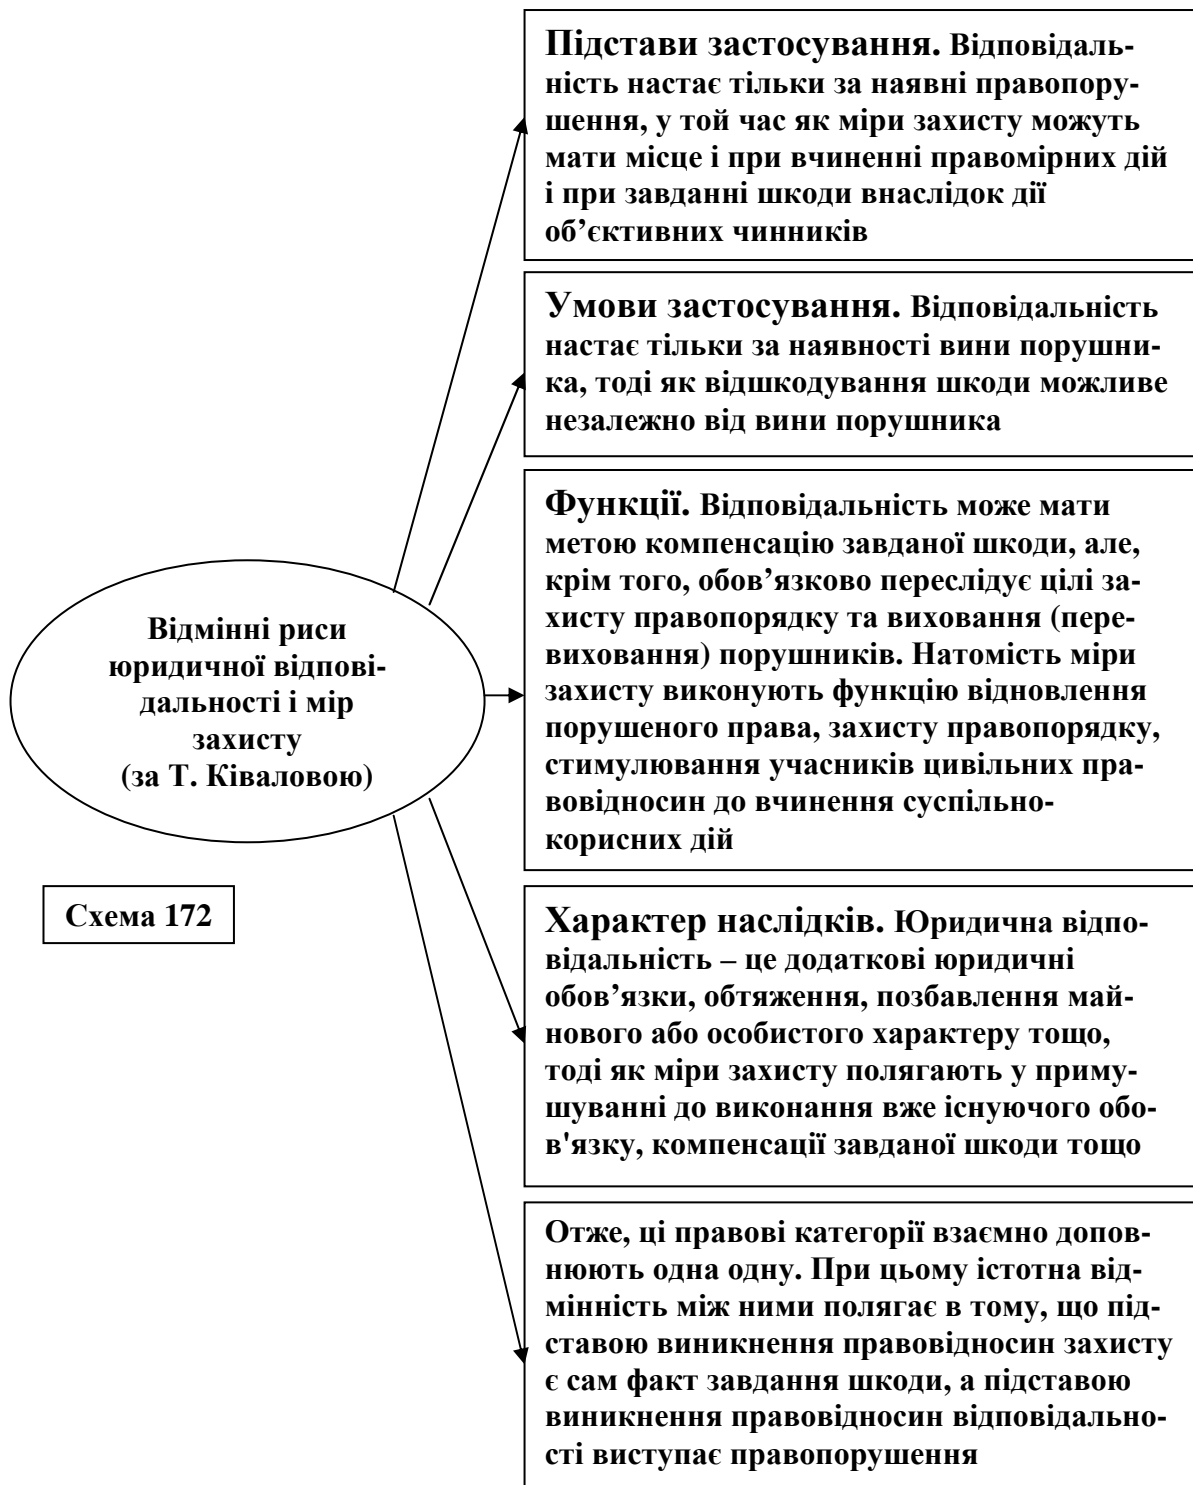 Підстави застосування. Відповідаль-
ність настає тільки за наявні правопору-
шення, у той час як міри захисту можуть
мати місце і при вчиненні правомірних дій
і при завданні шкоди внаслідок дії
об’єктивних чинників
Умови застосування. Відповідальність
настає тільки за наявності вини порушни-
ка, тоді як відшкодування шкоди можливе
незалежно від вини порушника
Функції. Відповідальність може мати
метою компенсацію завданої шкоди, але,
крім того, обов’язково переслідує цілі за-
хисту правопорядку та виховання (пере-
виховання) порушників. Натомість міри
захисту виконують функцію відновлення
порушеного права, захисту правопорядку,
стимулювання учасників цивільних пра-
вовідносин до вчинення суспільно-
корисних дій
Відмінні риси
юридичної відпові-
дальності і мір
захисту
(за Т. Ківаловою)
Схема 172
Характер наслідків. Юридична відпо-
відальність – це додаткові юридичні
обов’язки, обтяження, позбавлення май-
нового або особистого характеру тощо,
тоді як міри захисту полягають у приму-
шуванні до виконання вже існуючого обо-
в'язку, компенсації завданої шкоди тощо
Отже, ці правові категорії взаємно допов-
нюють одна одну. При цьому істотна від-
мінність між ними полягає в тому, що під-
ставою виникнення правовідносин захисту
є сам факт завдання шкоди, а підставою
виникнення правовідносин відповідально-
сті виступає правопорушення